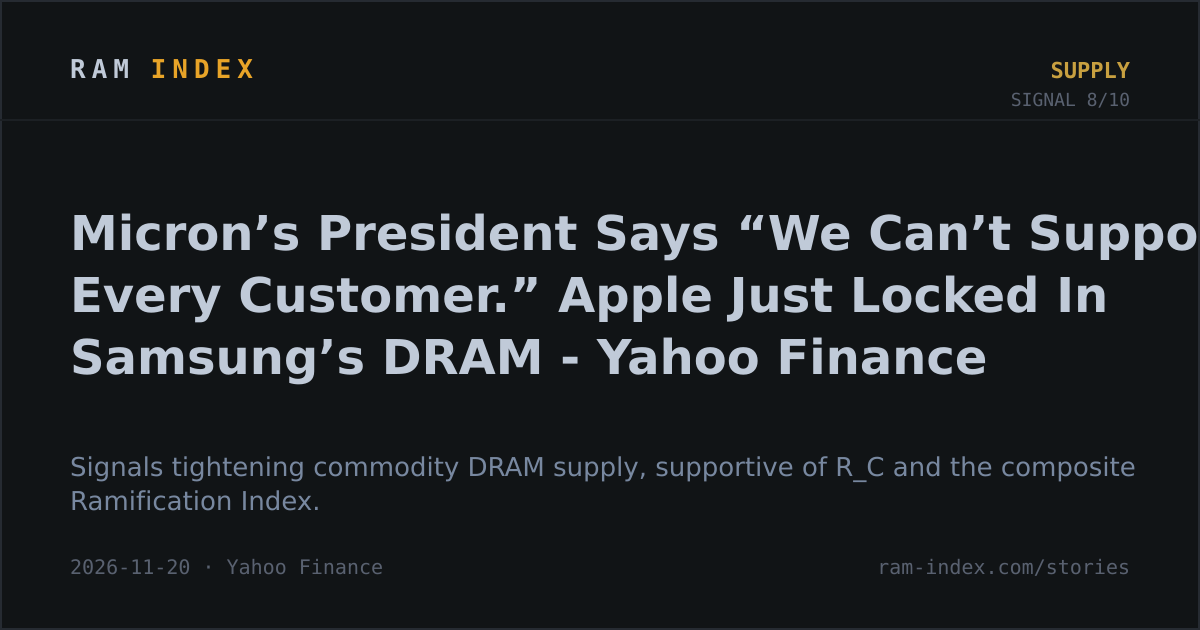 RAM INDEX
SUPPLY
SIGNAL 8/10
Micron’s President Says “We Can’t Suppo
Every Customer.” Apple Just Locked In
Samsung’s DRAM - Yahoo Finance
Signals tightening commodity DRAM supply, supportive of R_C and the composite
Ramification Index.
2026-11-20 · Yahoo Finance
ram-index.com/stories